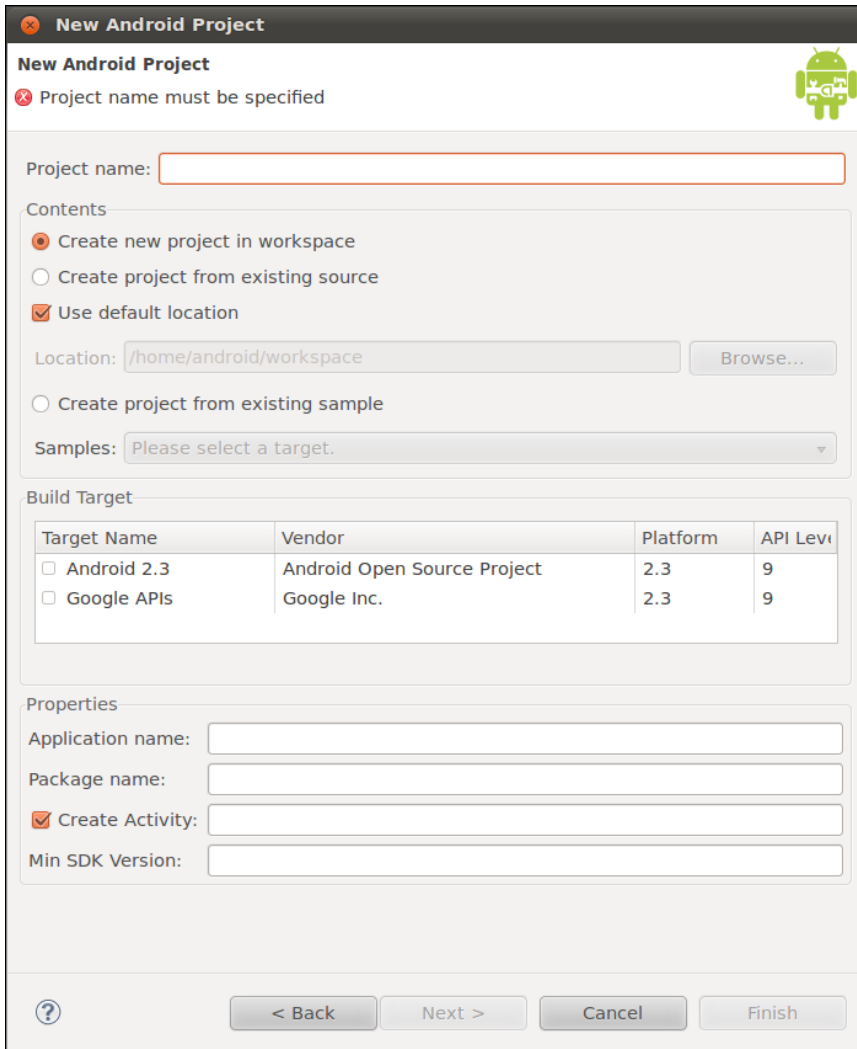 New Android Project
New Android Project
Project name must be specified
Project name:
Contents
Create new project in workspace
Create project from existing source
Use default location
Location: /home/android/workspace Browse...
Create project from existing sample
Samples: Please select a target.
Build Target
Target Name Vendor Platform API Leve
Android 2.3 Android Open Source Project 2.3 9
Google APIs Google Inc. 2.3 9
Properties
Application name:
Package name:
Create Activity:
Min SDK Version:
? < Back Next > Cancel Finish